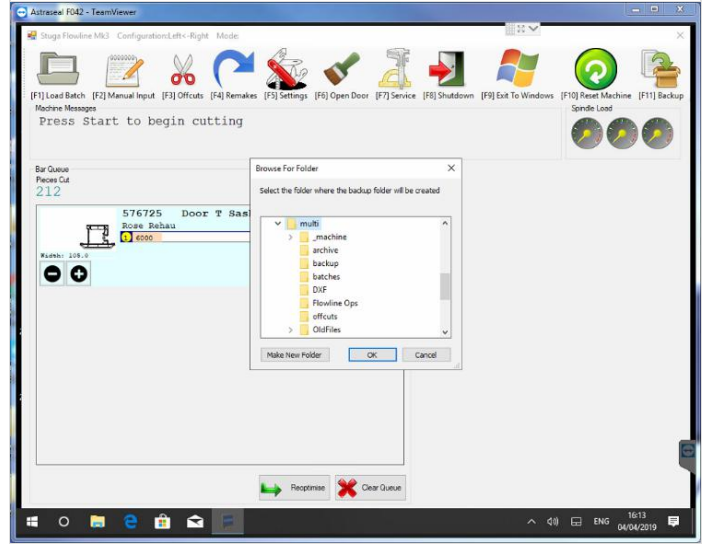 Astraseal F042 - TeamViewer
Stugs Flowline Mk3 Configuration:Left<-Right Mode:
[F1] Load Batch [F2] Manual Input [F3] Offcuts [F4] Remakes [F5] Settings [F6] Open Door [F7] Service [F8] Shutdown [F9] Exit To Windows [F10] Reset Machine [F11] Backup
Machine Messages
Spindle Load
Press Start to begin cutting
Bar Queue
Pieces Cut
212
576725 Door T Sas
Rose Rehau
6000
Width: 105.0
Browse For Folder
Select the folder where the backup folder will be created
multi
_machine
archive
backup
batches
DXF
Flowline Ops
offcuts
OldFiles
Make New Folder OK Cancel
Reoptimise Clear Queue
ENG
16:13
04/04/2019